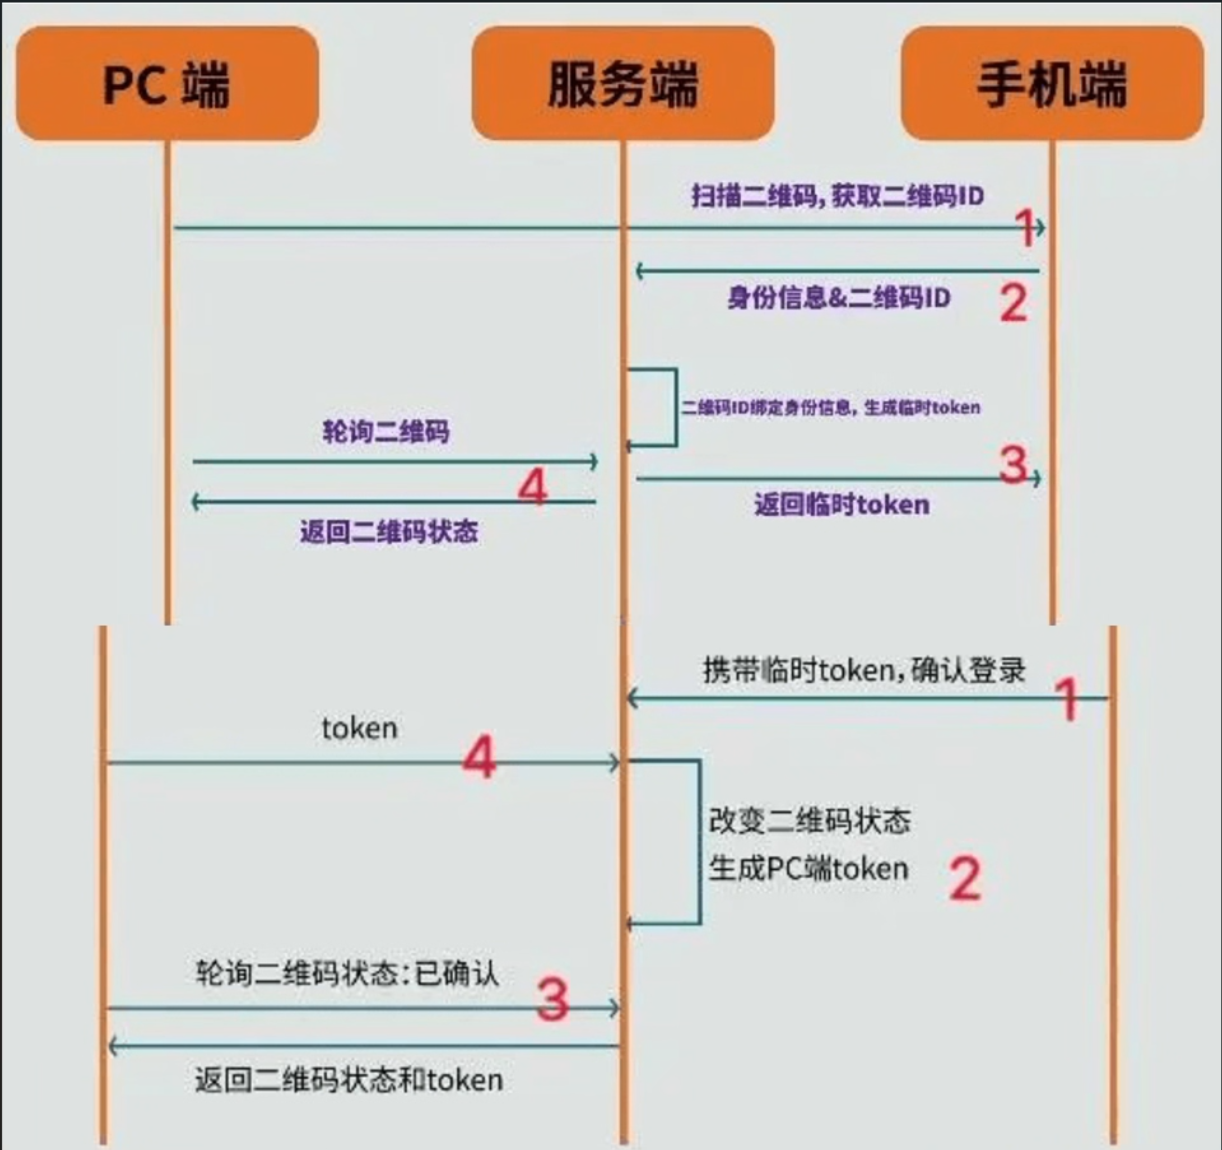 PC 端
服务端
手机端
扫描二维码, 获取二维码ID
1
身份信息&二维码ID
2
二维码ID绑定身份信息, 生成临时token
轮询二维码
3
4
返回临时token
返回二维码状态
携带临时token, 确认登录
1
token
4
改变二维码状态
生成PC端token
2
轮询二维码状态:已确认
3
返回二维码状态和token